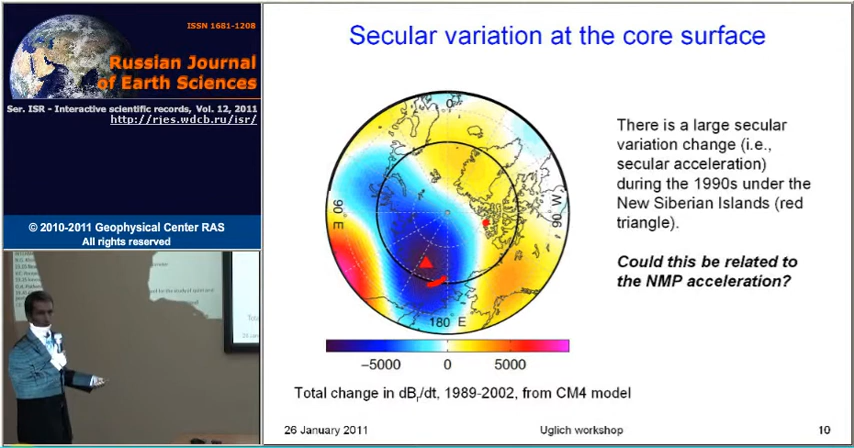 ISSN 1681-1208
Russian Journal
of Earth Sciences
Ser. ISR - Interactive scientific records, Vol. 12, 2011
http://rjes.wdcb.ru/isr/
© 2010-2011 Geophysical Center RAS
All rights reserved
Secular variation at the core surface
0
90 E
90 W
180 E
There is a large secular
variation change (i.e.,
secular acceleration)
during the 1990s under the
New Siberian Islands (red
triangle).
Could this be related to
the NMP acceleration?
−5000
0
5000
Total change in dBr/dt, 1989-2002, from CM4 model
26 January 2011
Uglich workshop
10